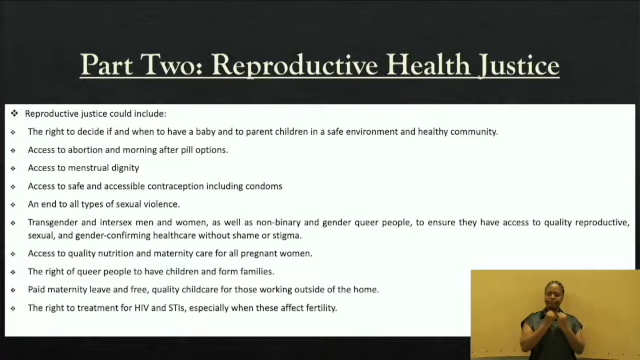 Part Two: Reproductive Health Justice
❖ Reproductive justice could include:
❖ The right to decide if and when to have a baby and to parent children in a safe environment and healthy community.
❖ Access to abortion and morning after pill options.
❖ Access to menstrual dignity
❖ Access to safe and accessible contraception including condoms
❖ An end to all types of sexual violence.
❖ Transgender and intersex men and women, as well as non-binary and gender queer people, to ensure they have access to quality reproductive,
sexual, and gender-confirming healthcare without shame or stigma.
❖ Access to quality nutrition and maternity care for all pregnant women.
❖ The right of queer people to have children and form families.
❖ Paid maternity leave and free, quality childcare for those working outside of the home.
❖ The right to treatment for HIV and STIs, especially when these affect fertility.